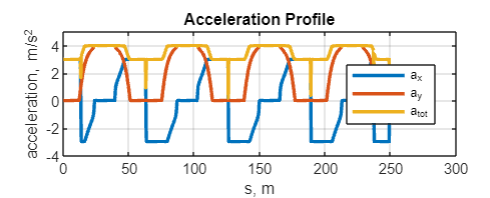 Acceleration Profile
acceleration, m/s²
4
2
0
-2
-4
a_x
a_y
a_tot
0 50 100 150 200 250 300
s, m